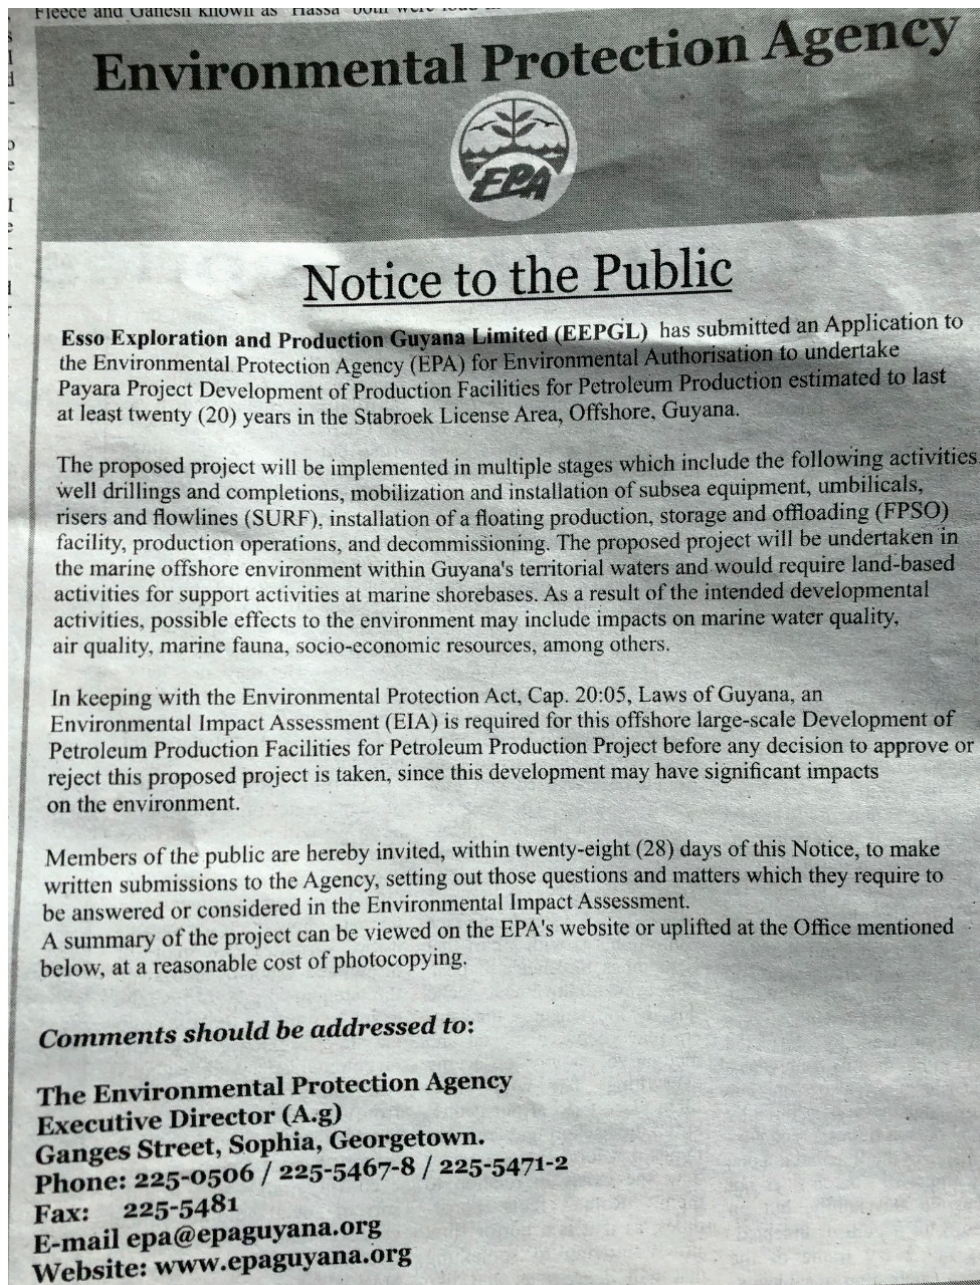 Fleece and Ganesh known as "Hassa" both were
Environmental Protection Agency
EPA
Notice to the Public
Esso Exploration and Production Guyana Limited (EEPGL) has submitted an Application to
the Environmental Protection Agency (EPA) for Environmental Authorisation to undertake
Payara Project Development of Production Facilities for Petroleum Production estimated to last
at least twenty (20) years in the Stabroek License Area, Offshore, Guyana.
The proposed project will be implemented in multiple stages which include the following activities
well drillings and completions, mobilization and installation of subsea equipment, umbilicals,
risers and flowlines (SURF), installation of a floating production, storage and offloading (FPSO)
facility, production operations, and decommissioning. The proposed project will be undertaken in
the marine offshore environment within Guyana's territorial waters and would require land-based
activities for support activities at marine shorebases. As a result of the intended developmental
activities, possible effects to the environment may include impacts on marine water quality,
air quality, marine fauna, socio-economic resources, among others.
In keeping with the Environmental Protection Act, Cap. 20:05, Laws of Guyana, an
Environmental Impact Assessment (EIA) is required for this offshore large-scale Development of
Petroleum Production Facilities for Petroleum Production Project before any decision to approve or
reject this proposed project is taken, since this development may have significant impacts
on the environment.
Members of the public are hereby invited, within twenty-eight (28) days of this Notice, to make
written submissions to the Agency, setting out those questions and matters which they require to
be answered or considered in the Environmental Impact Assessment.
A summary of the project can be viewed on the EPA's website or uplifted at the Office mentioned
below, at a reasonable cost of photocopying.
Comments should be addressed to:
The Environmental Protection Agency
Executive Director (A.g)
Ganges Street, Sophia, Georgetown.
Phone: 225-0506 / 225-5467-8 / 225-5471-2
Fax: 225-5481
E-mail epa@epaguyana.org
Website: www.epaguyana.org